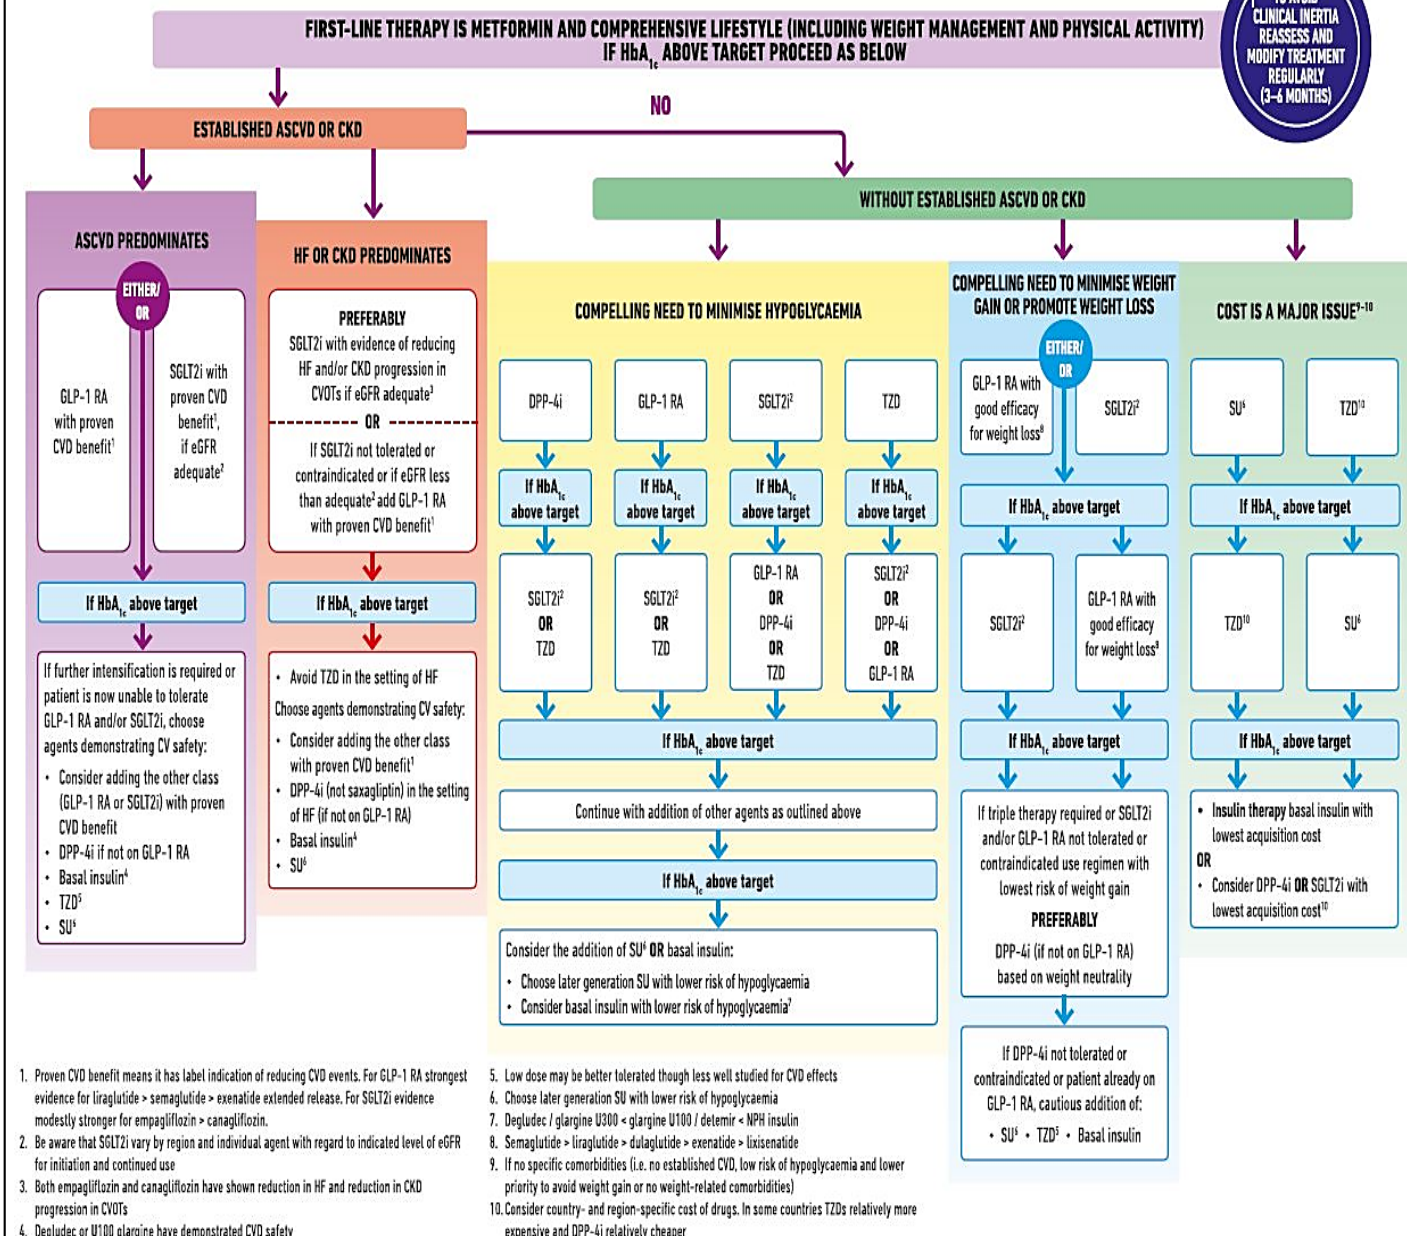 TO AVOID
CLINICAL INERTIA
REASSESS AND
MODIFY TREATMENT
REGULARLY
(3–6 MONTHS)
FIRST-LINE THERAPY IS METFORMIN AND COMPREHENSIVE LIFESTYLE (INCLUDING WEIGHT MANAGEMENT AND PHYSICAL ACTIVITY)
IF HbA1c ABOVE TARGET PROCEED AS BELOW
NO
ESTABLISHED ASCVD OR CKD
WITHOUT ESTABLISHED ASCVD OR CKD
ASCVD PREDOMINATES
EITHER/
OR
GLP-1 RA
with proven
CVD benefit¹
SGLT2i with
proven CVD
benefit¹,
if eGFR
adequate²
If HbA1c above target
If further intensification is required or
patient is now unable to tolerate
GLP-1 RA and/or SGLT2i, choose
agents demonstrating CV safety:
• Consider adding the other class
(GLP-1 RA or SGLT2i) with proven
CVD benefit
• DPP-4i if not on GLP-1 RA
• Basal insulin⁴
• TZD⁵
• SU⁶
HF OR CKD PREDOMINATES
PREFERABLY
SGLT2i with evidence of reducing
HF and/or CKD progression in
CVOTs if eGFR adequate³
OR
If SGLT2i not tolerated or
contraindicated or if eGFR less
than adequate² add GLP-1 RA
with proven CVD benefit¹
If HbA1c above target
• Avoid TZD in the setting of HF
Choose agents demonstrating CV safety:
• Consider adding the other class
with proven CVD benefit¹
• DPP-4i (not saxagliptin) in the setting
of HF (if not on GLP-1 RA)
• Basal insulin⁴
• SU⁶
COMPELLING NEED TO MINIMISE HYPOGLYCAEMIA
DPP-4i
GLP-1 RA
SGLT2i²
TZD
If HbA1c
above target
If HbA1c
above target
If HbA1c
above target
If HbA1c
above target
SGLT2i²
OR
TZD
SGLT2i²
OR
TZD
GLP-1 RA
OR
DPP-4i
OR
TZD
SGLT2i²
OR
DPP-4i
OR
GLP-1 RA
If HbA1c above target
Continue with addition of other agents as outlined above
If HbA1c above target
Consider the addition of SU⁶ OR basal insulin:
• Choose later generation SU with lower risk of hypoglycaemia
• Consider basal insulin with lower risk of hypoglycaemia⁷
COMPELLING NEED TO MINIMISE WEIGHT
GAIN OR PROMOTE WEIGHT LOSS
EITHER/
OR
GLP-1 RA with
good efficacy
for weight loss⁸
SGLT2i²
If HbA1c above target
SGLT2i²
GLP-1 RA with
good efficacy
for weight loss⁸
If HbA1c above target
If triple therapy required or SGLT2i
and/or GLP-1 RA not tolerated or
contraindicated use regimen with
lowest risk of weight gain
PREFERABLY
DPP-4i (if not on GLP-1 RA)
based on weight neutrality
If DPP-4i not tolerated or
contraindicated or patient already on
GLP-1 RA, cautious addition of:
• SU⁶ • TZD⁵ • Basal insulin
COST IS A MAJOR ISSUE⁹⁻¹⁰
SU⁶
TZD¹⁰
If HbA1c above target
TZD¹⁰
SU⁶
If HbA1c above target
• Insulin therapy basal insulin with
lowest acquisition cost
OR
• Consider DPP-4i OR SGLT2i with
lowest acquisition cost¹⁰
1. Proven CVD benefit means it has label indication of reducing CVD events. For GLP-1 RA strongest
evidence for liraglutide > semaglutide > exenatide extended release. For SGLT2i evidence
modestly stronger for empagliflozin > canagliflozin.
2. Be aware that SGLT2i vary by region and individual agent with regard to indicated level of eGFR
for initiation and continued use
3. Both empagliflozin and canagliflozin have shown reduction in HF and reduction in CKD
progression in CVOTs
4. Degludec or U100 glargine have demonstrated CVD safety
5. Low dose may be better tolerated though less well studied for CVD effects
6. Choose later generation SU with lower risk of hypoglycaemia
7. Degludec / glargine U300 < glargine U100 / detemir < NPH insulin
8. Semaglutide > liraglutide > dulaglutide > exenatide > lixisenatide
9. If no specific comorbidities (i.e. no established CVD, low risk of hypoglycaemia and lower
priority to avoid weight gain or no weight-related comorbidities)
10. Consider country- and region-specific cost of drugs. In some countries TZDs relatively more
expensive and DPP-4i relatively cheaper